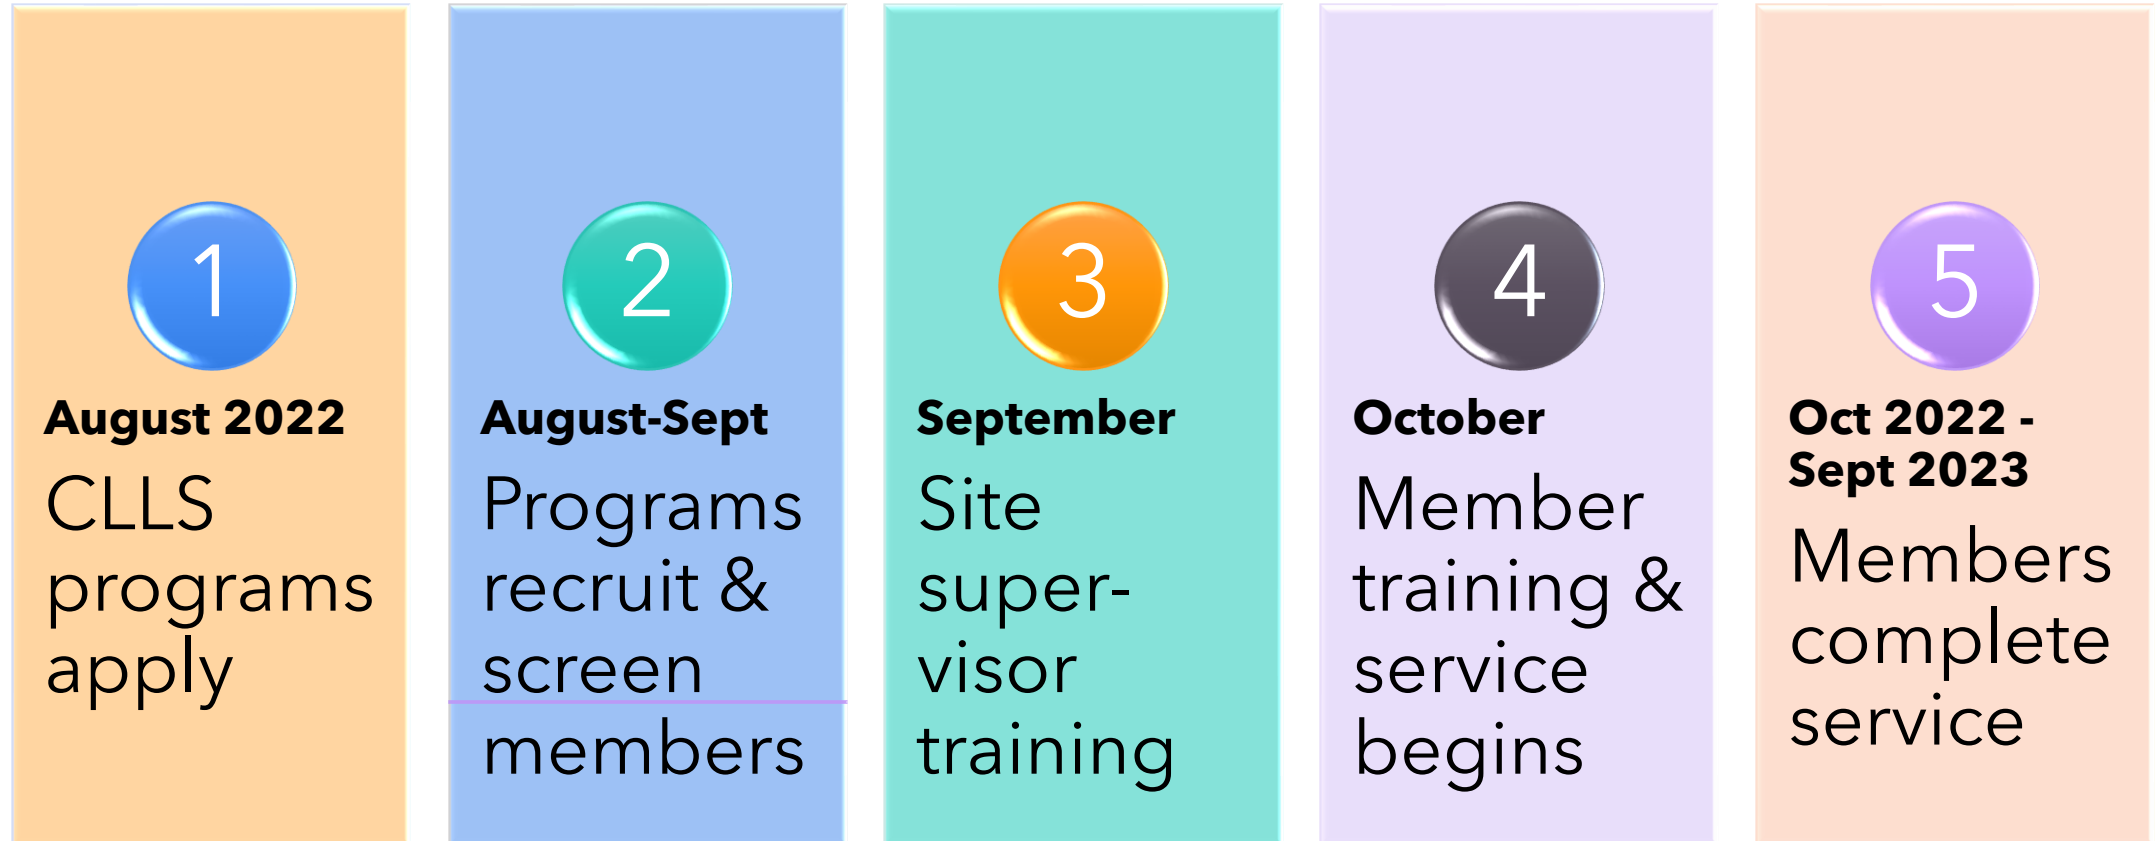 1
August 2022
CLLS
programs
apply
2
August-Sept
Programs
recruit &
screen
members
3
September
Site
super-
visor
training
4
October
Member
training &
service
begins
5
Oct 2022 -
Sept 2023
Members
complete
service